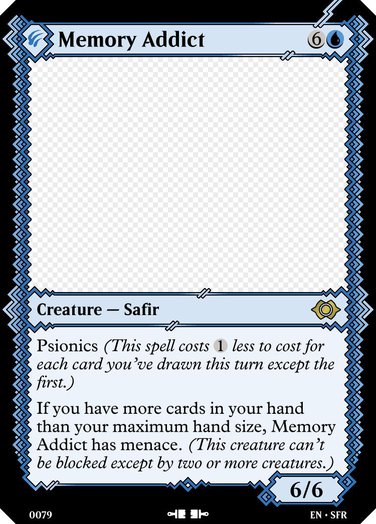 Memory Addict 6
Creature — Safir
Psionics (This spell costs 1 less to cost for
each card you've drawn this turn except the
first.)
If you have more cards in your hand
than your maximum hand size, Memory
Addict has menace. (This creature can't
be blocked except by two or more creatures.)
6/6
0079 EN • SFR